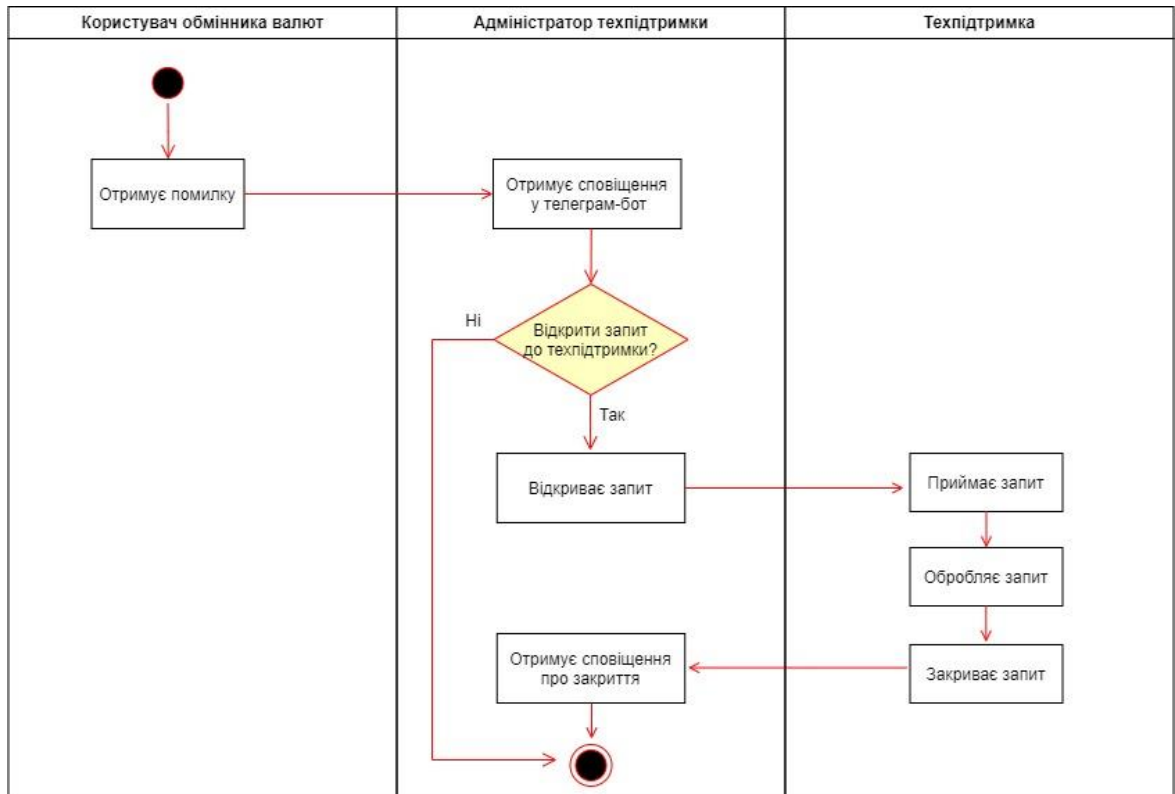 Користувач обмінника валют
Адміністратор техпідтримки
Техпідтримка
Отримує помилку
Отримує сповіщення
у телеграм-бот
Ні
Відкрити запит
до техпідтримки?
Так
Відкриває запит
Приймає запит
Обробляє запит
Отримує сповіщення
про закриття
Закриває запит